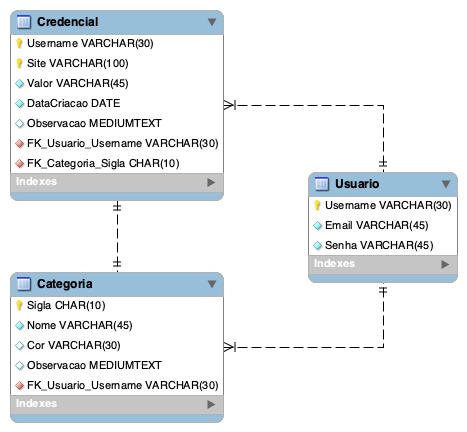 Credencial
Username VARCHAR(30)
Site VARCHAR(100)
Valor VARCHAR(45)
DataCriacao DATE
Observacao MEDIUMTEXT
FK_Usuario_Username VARCHAR(30)
FK_Categoria_Sigla CHAR(10)
Indexes
Usuario
Username VARCHAR(30)
Email VARCHAR(45)
Senha VARCHAR(45)
Indexes
Categoria
Sigla CHAR(10)
Nome VARCHAR(45)
Cor VARCHAR(30)
Observacao MEDIUMTEXT
FK_Usuario_Username VARCHAR(30)
Indexes